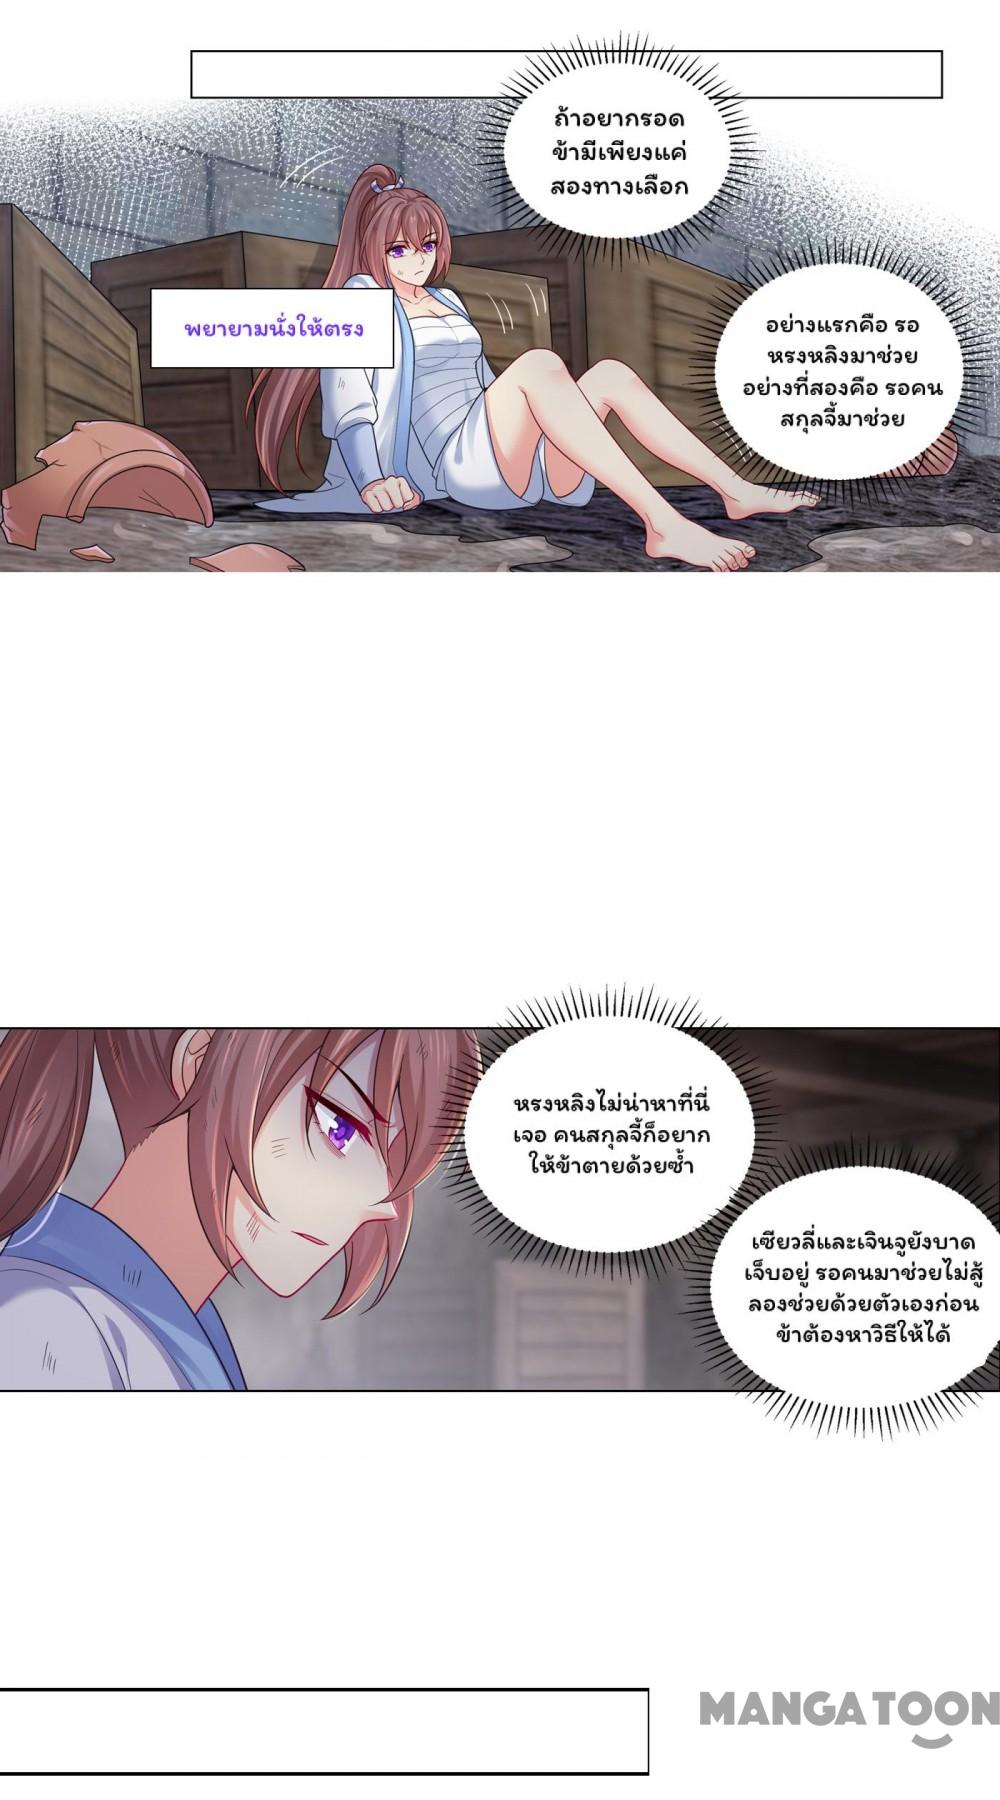 ถ้าอยากรอด
ข้ามีเพียงแค่
สองทางเลือก
พยายามนั่งให้ตรง
อย่างแรกคือ รอ
หรงหลิงมาช่วย
อย่างที่สองคือ รอคน
สกุลจี้มาช่วย
หรงหลิงไม่น่าหาที่นี่
เจอ คนสกุลจี้ก็อยาก
ให้ข้าตายด้วยซ้ำ
เซียวลี่และเจินจูยังบาด
เจ็บอยู่ รอคนมาช่วยไม่สู้
ลองช่วยด้วยตัวเองก่อน
ข้าต้องหาวิธีให้ได้
MANGATOON